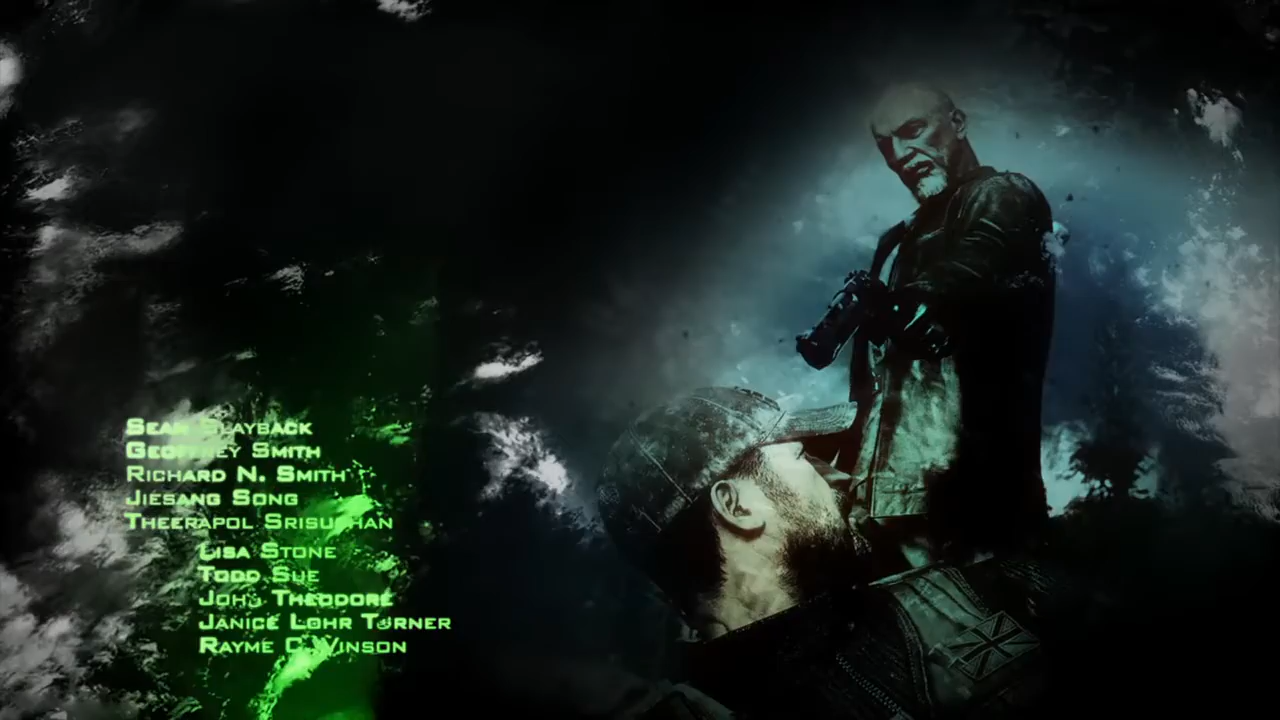 Sean Slayback
Geoffrey Smith
Richard N. Smith
Jiesang Song
Theerapol Srisuphan
Lisa Stone
Todd Sue
John Theodore
Janice Lohr Turner
Rayme C. Vinson